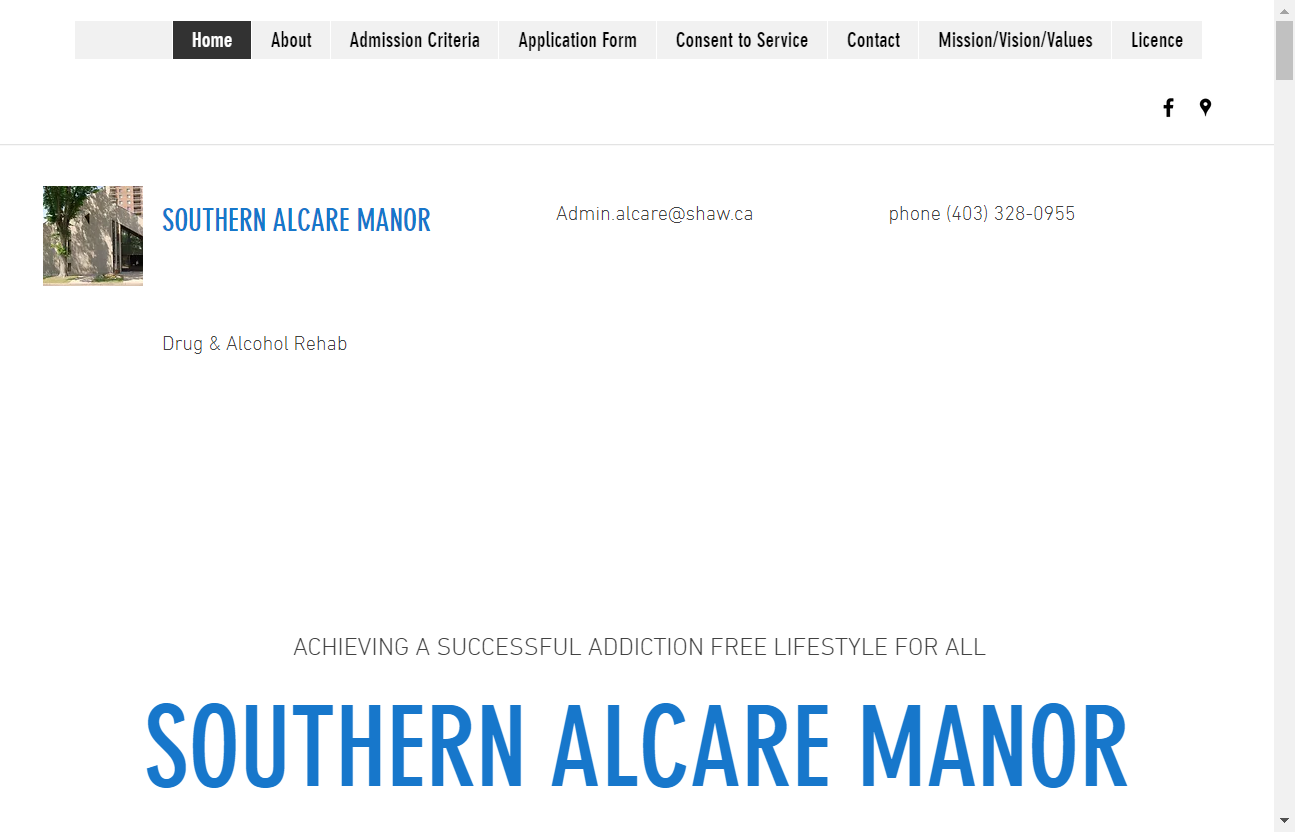 Home About Admission Criteria Application Form Consent to Service Contact Mission/Vision/Values Licence
SOUTHERN ALCARE MANOR
Admin.alcare@shaw.ca
phone (403) 328-0955
Drug & Alcohol Rehab
ACHIEVING A SUCCESSFUL ADDICTION FREE LIFESTYLE FOR ALL
SOUTHERN ALCARE MANOR